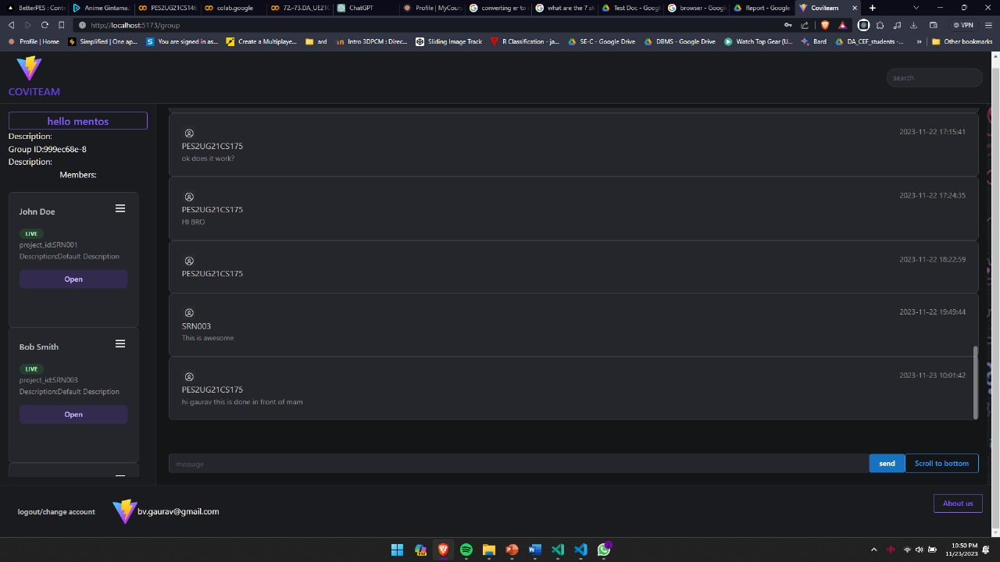 BetterPES : Conta
Anime Gintama:
PES2UG21CS146
colab.google
72.-73.DA_UE21C
ChatGPT
Profile | MyCours
converting er to
what are the 7 st
Test Doc - Googl
browser - Google
Report - Google
Coviteam
http://localhost:5173/group
VPN
Profile | Home
Simplified | One ap...
You are signed in as...
Create a Multiplaye...
ard
Intro 3DPCM : Direc...
Sliding Image Track
R Classification - ja...
SE-C - Google Drive
DBMS - Google Drive
Watch Top Gear (U...
Bard
DA_CEF_students -...
»
Other bookmarks
COVITEAM
search
hello mentos
Description:
Group ID:999ec68e-8
Description:
Members:
John Doe
LIVE
project_id:SRN001
Description:Default Description
Open
Bob Smith
LIVE
project_id:SRN003
Description:Default Description
Open
PES2UG21CS175
2023-11-22 17:15:41
ok does it work?
PES2UG21CS175
2023-11-22 17:24:35
HI BRO
PES2UG21CS175
2023-11-22 18:22:59
SRN003
2023-11-22 19:49:44
This is awesome
PES2UG21CS175
2023-11-23 10:01:42
hi gaurav this is done in front of mam
message
send
Scroll to bottom
logout/change account
bv.gaurav@gmail.com
About us
10:50 PM
11/23/2023